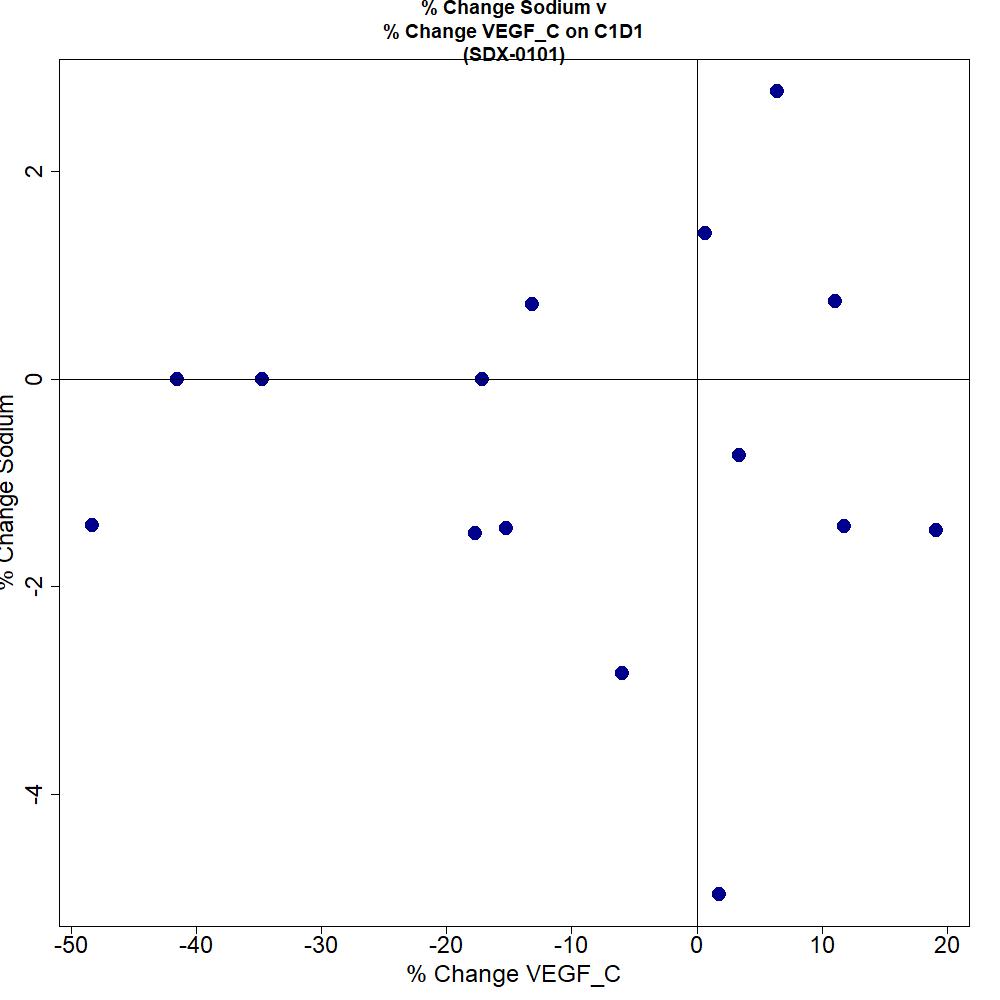 % Change Sodium v
% Change VEGF_C on C1D1
(SDX-0101)
% Change Sodium
2
0
-2
-4
-50 -40 -30 -20 -10 0 10 20
% Change VEGF_C